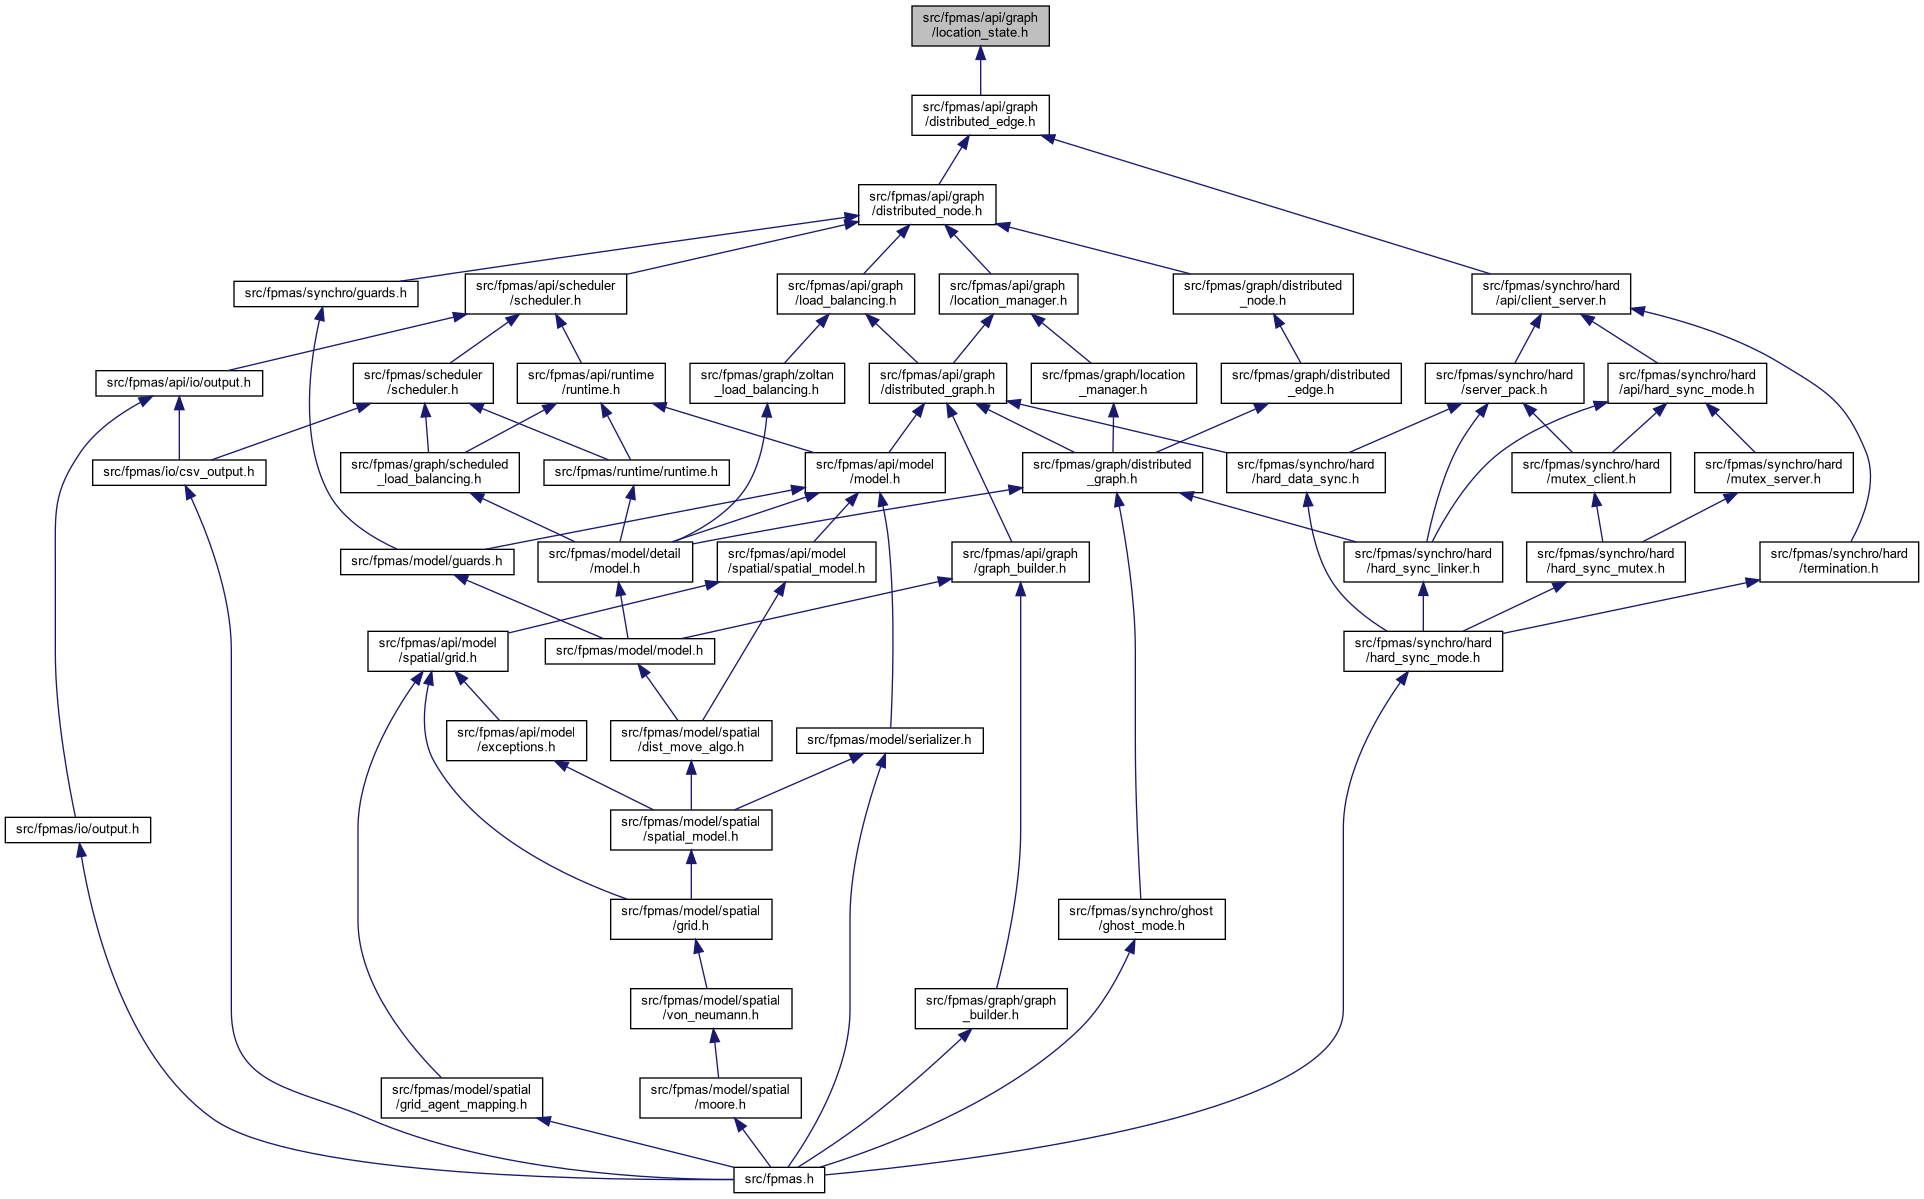 src/fpmas/api/graph
/location_state.h
src/fpmas/api/graph
/distributed_edge.h
src/fpmas/api/graph
/distributed_node.h
src/fpmas/synchro/guards.h
src/fpmas/api/scheduler
/scheduler.h
src/fpmas/api/graph
/load_balancing.h
src/fpmas/api/graph
/location_manager.h
src/fpmas/graph/distributed
_node.h
src/fpmas/synchro/hard
/api/client_server.h
src/fpmas/api/io/output.h
src/fpmas/scheduler
/scheduler.h
src/fpmas/api/runtime
/runtime.h
src/fpmas/graph/zoltan
_load_balancing.h
src/fpmas/api/graph
/distributed_graph.h
src/fpmas/graph/location
_manager.h
src/fpmas/graph/distributed
_edge.h
src/fpmas/synchro/hard
/server_pack.h
src/fpmas/synchro/hard
/api/hard_sync_mode.h
src/fpmas/io/csv_output.h
src/fpmas/graph/scheduled
_load_balancing.h
src/fpmas/runtime/runtime.h
src/fpmas/api/model
/model.h
src/fpmas/graph/distributed
_graph.h
src/fpmas/synchro/hard
/hard_data_sync.h
src/fpmas/synchro/hard
/mutex_client.h
src/fpmas/synchro/hard
/mutex_server.h
src/fpmas/model/guards.h
src/fpmas/model/detail
/model.h
src/fpmas/api/model
/spatial/spatial_model.h
src/fpmas/api/graph
/graph_builder.h
src/fpmas/synchro/hard
/hard_sync_linker.h
src/fpmas/synchro/hard
/hard_sync_mutex.h
src/fpmas/synchro/hard
/termination.h
src/fpmas/api/model
/spatial/grid.h
src/fpmas/model/model.h
src/fpmas/synchro/hard
/hard_sync_mode.h
src/fpmas/api/model
/exceptions.h
src/fpmas/model/spatial
/dist_move_algo.h
src/fpmas/model/serializer.h
src/fpmas/io/output.h
src/fpmas/model/spatial
/spatial_model.h
src/fpmas/model/spatial
/grid.h
src/fpmas/synchro/ghost
/ghost_mode.h
src/fpmas/model/spatial
/von_neumann.h
src/fpmas/graph/graph
_builder.h
src/fpmas/model/spatial
/grid_agent_mapping.h
src/fpmas/model/spatial
/moore.h
src/fpmas.h